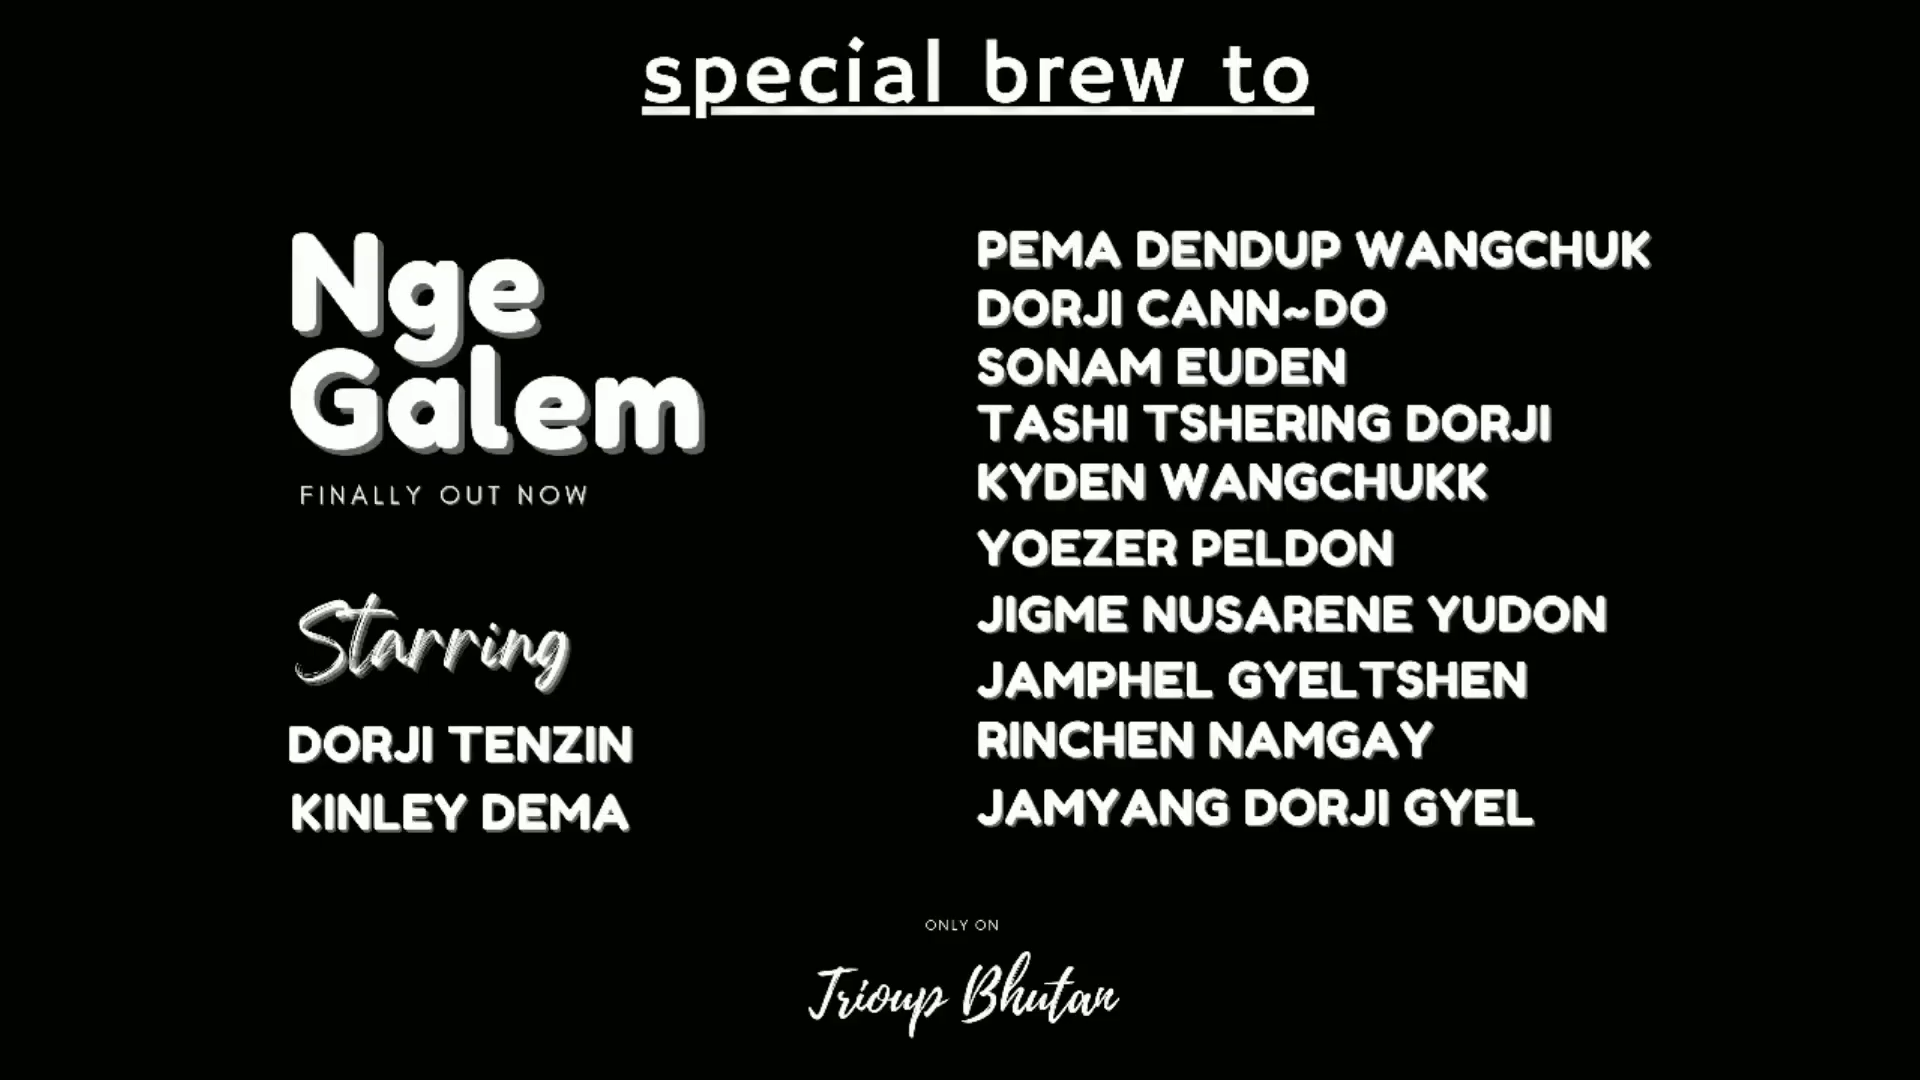 special brew to
Nge
Galem
FINALLY OUT NOW
Starring
DORJI TENZIN
KINLEY DEMA
PEMA DENDUP WANGCHUK
DORJI CANN~DO
SONAM EUDEN
TASHI TSHERING DORJI
KYDEN WANGCHUKK
YOEZER PELDON
JIGME NUSARENE YUDON
JAMPHEL GYELTSHEN
RINCHEN NAMGAY
JAMYANG DORJI GYEL
ONLY ON
Trioup Bhutan